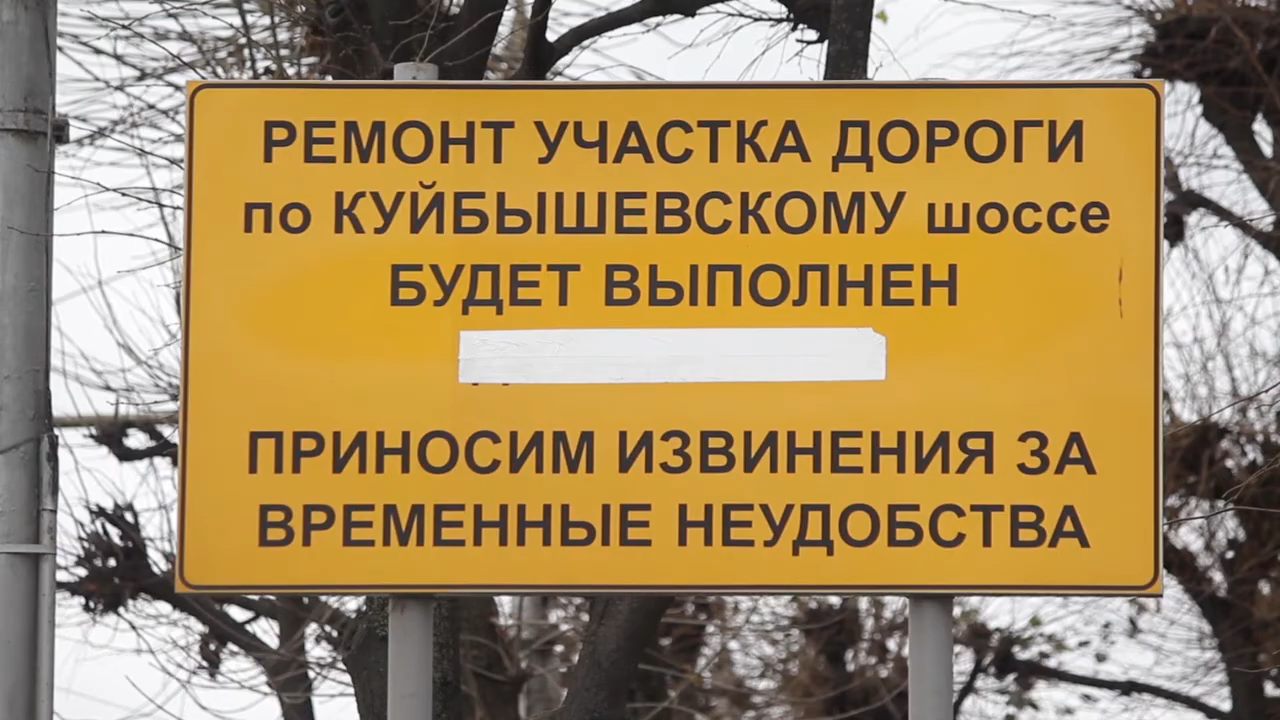 РЕМОНТ УЧАСТКА ДОРОГИ
по КУЙБЫШЕВСКОМУ шоссе
БУДЕТ ВЫПОЛНЕН
ПРИНОСИМ ИЗВИНЕНИЯ ЗА
ВРЕМЕННЫЕ НЕУДОБСТВА